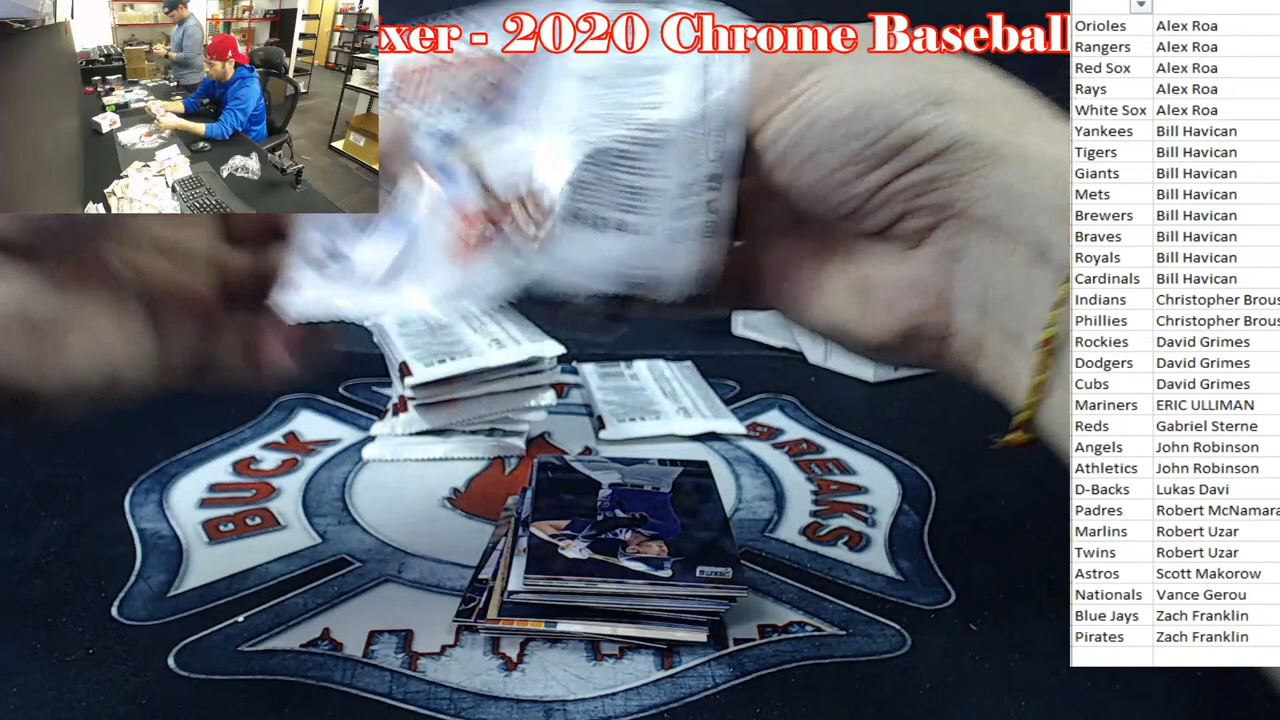 xer - 2020 Chrome Baseball
Orioles Alex Roa
Rangers Alex Roa
Red Sox Alex Roa
Rays Alex Roa
White Sox Alex Roa
Yankees Bill Havican
Tigers Bill Havican
Giants Bill Havican
Mets Bill Havican
Brewers Bill Havican
Braves Bill Havican
Royals Bill Havican
Cardinals Bill Havican
Indians Christopher Brous
Phillies Christopher Brous
Rockies David Grimes
Dodgers David Grimes
Cubs David Grimes
Mariners ERIC ULLIMAN
Reds Gabriel Sterne
Angels John Robinson
Athletics John Robinson
D-Backs Lukas Davi
Padres Robert McNamara
Marlins Robert Uzar
Twins Robert Uzar
Astros Scott Makorow
Nationals Vance Gerou
Blue Jays Zach Franklin
Pirates Zach Franklin
BUCK
BREAKS